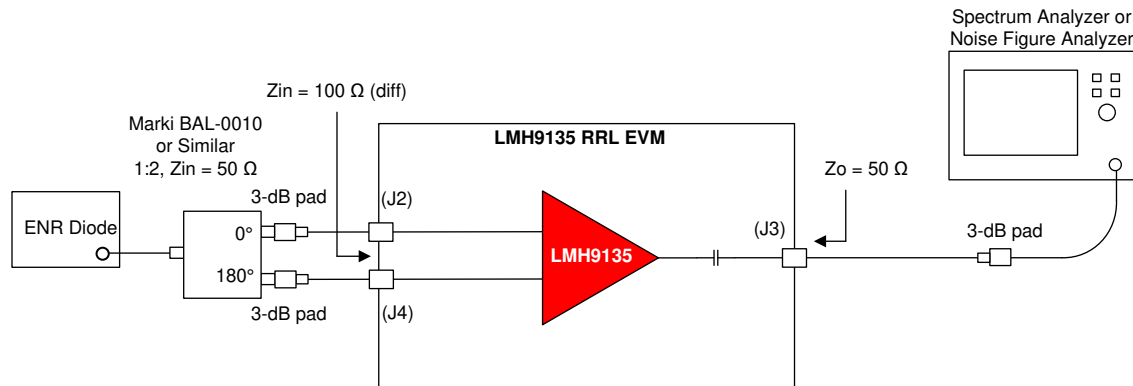 Spectrum Analyzer or
Noise Figure Analyzer
Zin = 100 Ω (diff)
Marki BAL-0010
or Similar
1:2, Zin = 50 Ω
LMH9135 RRL EVM
Zo = 50 Ω
3-dB pad
(J2)
ENR Diode
0°
(J3)
3-dB pad
LMH9135
180°
3-dB pad
(J4)